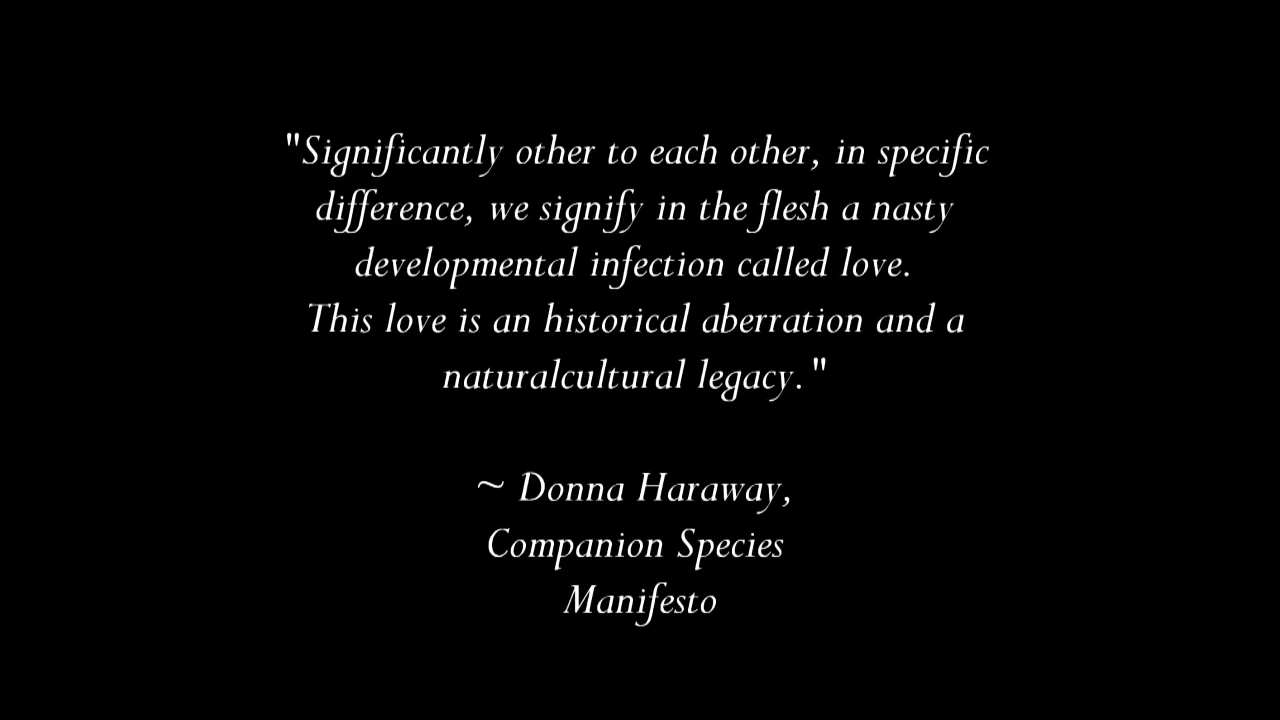 "Significantly other to each other, in specific
difference, we signify in the flesh a nasty
developmental infection called love.
This love is an historical aberration and a
naturalcultural legacy."
~ Donna Haraway,
Companion Species
Manifesto